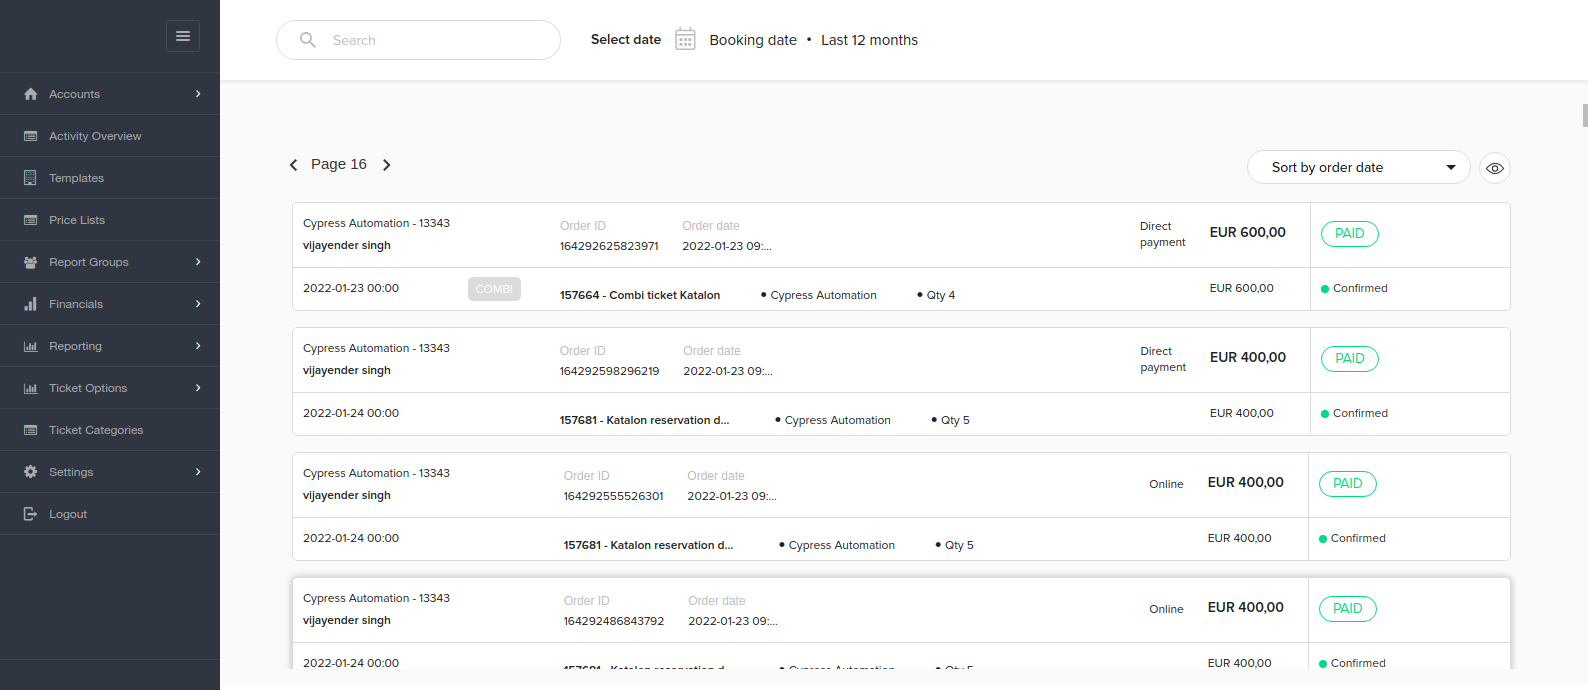 Search
Select date Booking date • Last 12 months
Accounts
Activity Overview
Templates
Price Lists
Report Groups
Financials
Reporting
Ticket Options
Ticket Categories
Settings
Logout
Page 16
Sort by order date
Cypress Automation - 13343 Order ID Order date Direct payment EUR 600,00 PAID
vijayender singh 164292625823971 2022-01-23 09:...
2022-01-23 00:00 COMBI 157664 - Combi ticket Katalon • Cypress Automation • Qty 4 EUR 600,00 Confirmed
Cypress Automation - 13343 Order ID Order date Direct payment EUR 400,00 PAID
vijayender singh 164292598296219 2022-01-23 09:...
2022-01-24 00:00 157681 - Katalon reservation d... • Cypress Automation • Qty 5 EUR 400,00 Confirmed
Cypress Automation - 13343 Order ID Order date Online EUR 400,00 PAID
vijayender singh 164292555526301 2022-01-23 09:...
2022-01-24 00:00 157681 - Katalon reservation d... • Cypress Automation • Qty 5 EUR 400,00 Confirmed
Cypress Automation - 13343 Order ID Order date Online EUR 400,00 PAID
vijayender singh 164292486843792 2022-01-23 09:...
2022-01-24 00:00 157681 - Katalon reservation d • Cypress Automation • Qty 5 EUR 400,00 Confirmed